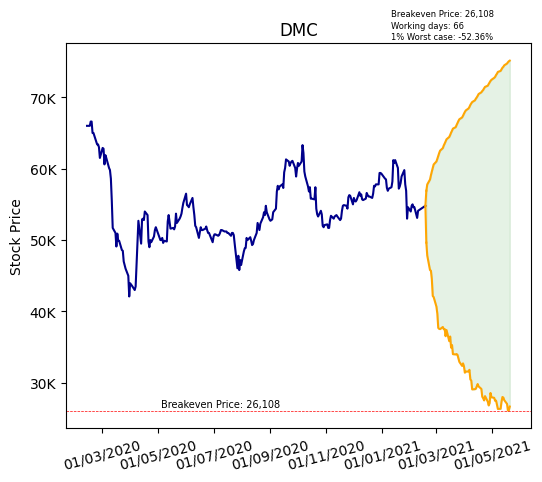 Breakeven Price: 26,108
Working days: 66
1% Worst case: -52.36%
DMC
Stock Price
70K
60K
50K
40K
30K
Breakeven Price: 26,108
01/03/2020
01/05/2020
01/07/2020
01/09/2020
01/11/2020
01/01/2021
01/03/2021
01/05/2021